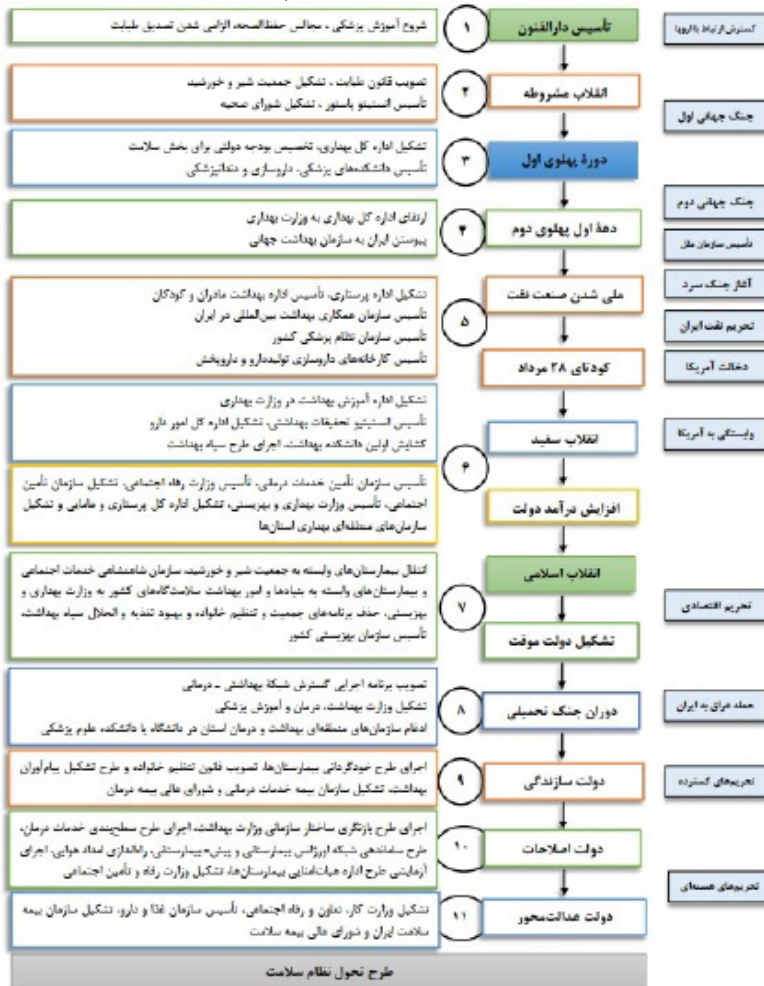 تأسیس دارالفنون
۱
شروع آموزش پزشکی، مجالس حفظ‌الصحه، الزامی شدن تصدیق طبابت
گسترش ارتباط با اروپا
انقلاب مشروطه
۲
تصویب قانون طبابت، تشکیل جمعیت شیر و خورشید
تأسیس انستیتو پاستور، تشکیل شورای صحیه
جنگ جهانی اول
دورهٔ پهلوی اول
۳
تشکیل اداره کل بهداری، تخصیص بودجه دولتی برای بخش سلامت
تأسیس دانشکده‌های پزشکی، داروسازی و دندانپزشکی
جنگ جهانی دوم
دههٔ اول پهلوی دوم
۴
ارتقای اداره کل بهداری به وزارت بهداری
پیوستن ایران به سازمان بهداشت جهانی
تأسیس سازمان ملل
آغاز جنگ سرد
ملی شدن صنعت نفت
۵
تشکیل اداره پرستاری، تأسیس اداره بهداشت مادران و کودکان
تأسیس سازمان همکاری بهداشت بین‌المللی در ایران
تأسیس سازمان نظام پزشکی کشور
تأسیس کارخانه‌های داروسازی تولیددارو و داروپخش
تحریم نفت ایران
دخالت آمریکا
کودتای ۲۸ مرداد
وابستگی به آمریکا
انقلاب سفید
۶
تشکیل اداره آموزش بهداشت در وزارت بهداری
تأسیس انستیتو تحقیقات بهداشتی، تشکیل اداره کل امور دارو
گشایش اولین دانشکده بهداشت، اجرای طرح سپاه بهداشت
افزایش درآمد دولت
تأسیس سازمان تأمین خدمات درمانی، تأسیس وزارت رفاه اجتماعی، تشکیل سازمان تأمین
اجتماعی، تأسیس وزارت بهداری و بهزیستی، تشکیل اداره کل پرستاری و مامایی و تشکیل
سازمان‌های منطقه‌ای بهداری استان‌ها
انقلاب اسلامی
۷
انتقال بیمارستان‌های وابسته به جمعیت شیر و خورشید، سازمان شاهنشاهی خدمات اجتماعی
و بیمارستان‌های وابسته به بنیادها و امور بهداشت سلامت‌گاه‌های کشور به وزارت بهداری و
بهزیستی، حذف برنامه‌های جمعیت و تنظیم خانواده و بهبود تغذیه و انحلال سپاه بهداشت،
تأسیس سازمان بهزیستی کشور
تحریم اقتصادی
تشکیل دولت موقت
دوران جنگ تحمیلی
۸
تصویب برنامه اجرایی گسترش شبکهٔ بهداشتی ـ درمانی
تشکیل وزارت بهداشت، درمان و آموزش پزشکی
ادغام سازمان‌های منطقه‌ای بهداشت و درمان استان در دانشگاه یا دانشکده علوم پزشکی
حمله عراق به ایران
دولت سازندگی
۹
اجرای طرح خودگردانی بیمارستان‌ها، تصویب قانون تنظیم خانواده و طرح تشکیل پیام‌آوران
بهداشت، تشکیل سازمان بیمه خدمات درمانی و شورای عالی بیمه درمان
تحریم‌های گسترده
دولت اصلاحات
۱۰
اجرای طرح بازنگری ساختار سازمانی وزارت بهداشت، اجرای طرح سطح‌بندی خدمات درمان،
طرح ساماندهی شبکه اورژانس بیمارستانی و پیش‌بیمارستانی، راه‌اندازی امداد هوایی، اجرای
آزمایشی طرح اداره هیات‌امنایی بیمارستان‌ها، تشکیل وزارت رفاه و تأمین اجتماعی
تحریم‌های هسته‌ای
دولت عدالت‌محور
۱۱
تشکیل وزارت کار، تعاون و رفاه اجتماعی، تأسیس سازمان غذا و دارو، تشکیل سازمان بیمه
سلامت ایران و شورای عالی بیمه سلامت
طرح تحول نظام سلامت